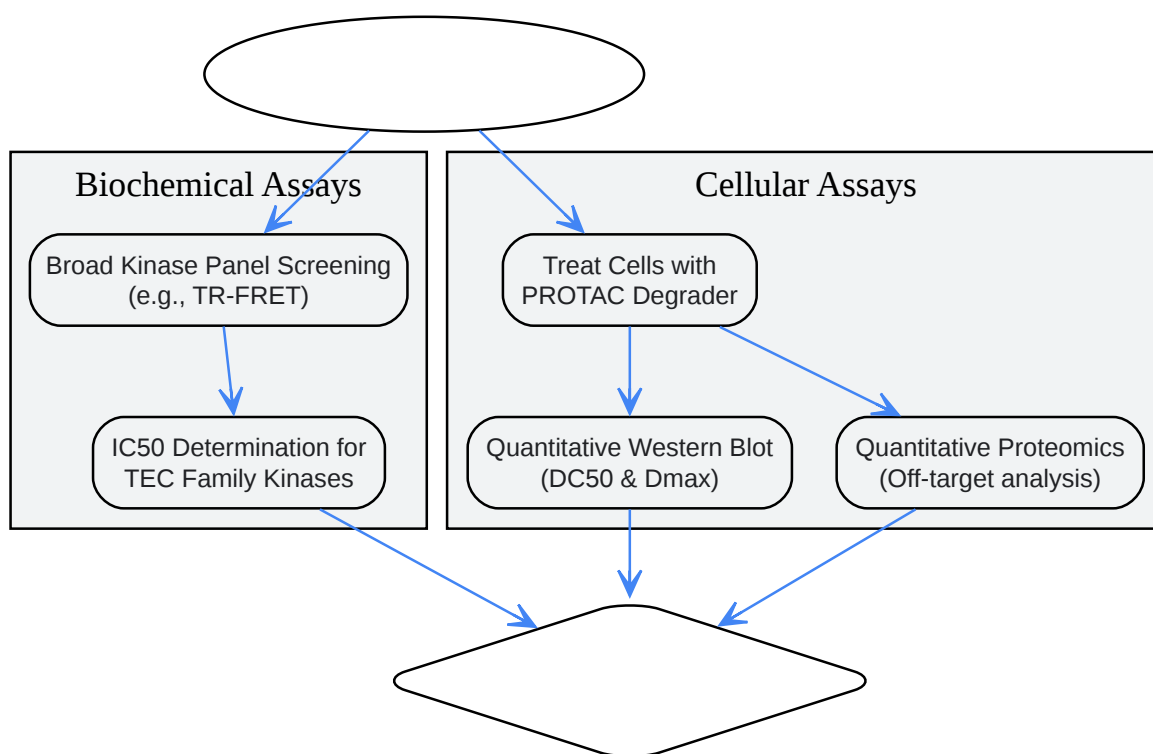 Biochemical Assays
Broad Kinase Panel Screening
(e.g., TR-FRET)
IC50 Determination for
TEC Family Kinases
Cellular Assays
Treat Cells with
PROTAC Degrader
Quantitative Western Blot
(DC50 & Dmax)
Quantitative Proteomics
(Off-target analysis)